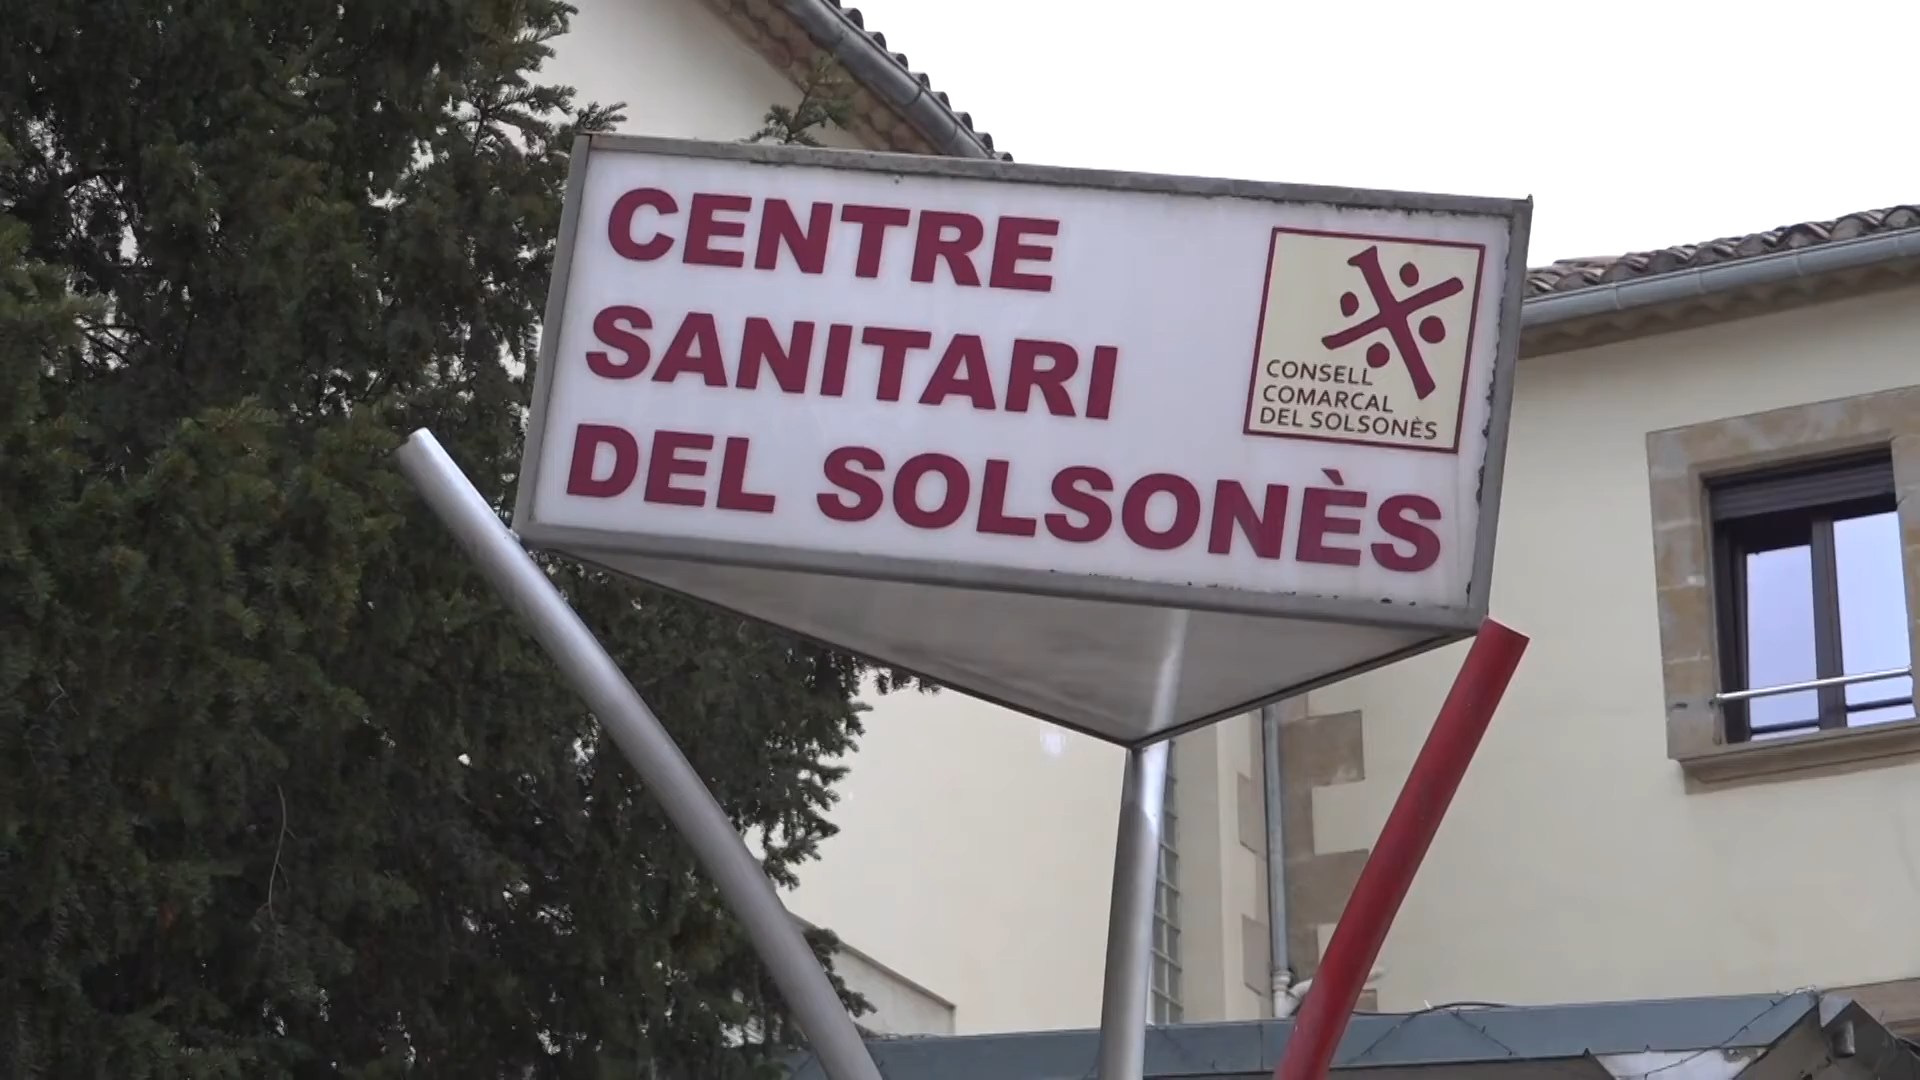 CENTRE
SANITARI
DEL SOLSONÈS
CONSELL
COMARCAL
DEL SOLSONÈS